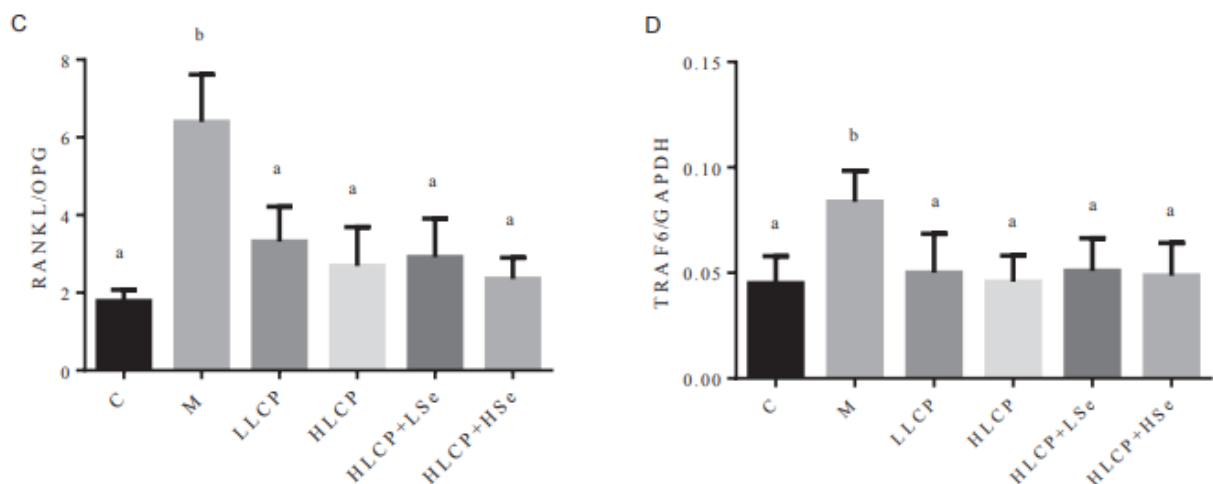 C
RANKL/OPG
8
6
4
2
0
a
b
a
a
a
a
C
M
LLCP
HLCP
HLCP+LSe
HLCP+HSe
D
TRAF6/GAPDH
0.15
0.10
0.05
0.00
a
b
a
a
a
a
C
M
LLCP
HLCP
HLCP+LSe
HLCP+HSe